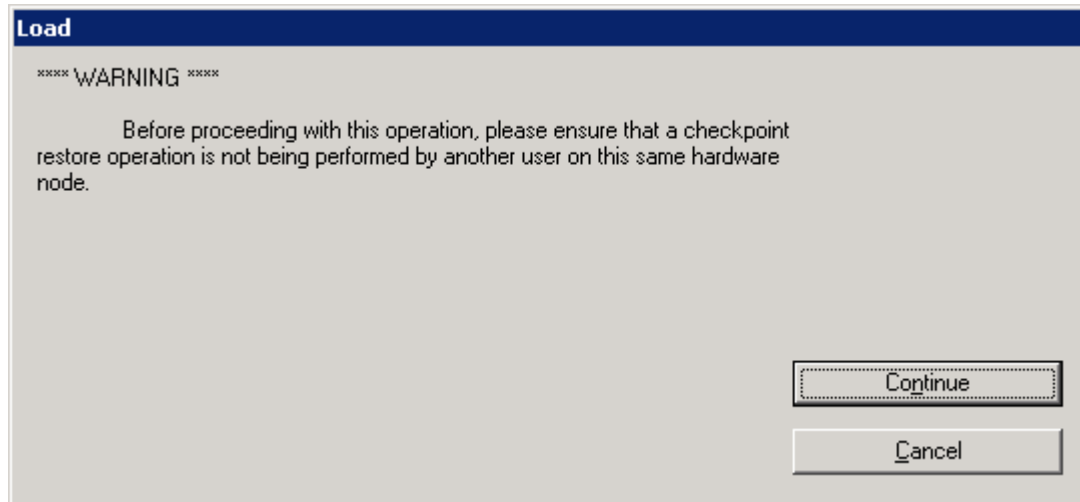 Load
**** WARNING ****
Before proceeding with this operation, please ensure that a checkpoint
restore operation is not being performed by another user on this same hardware
node.
Continue
Cancel